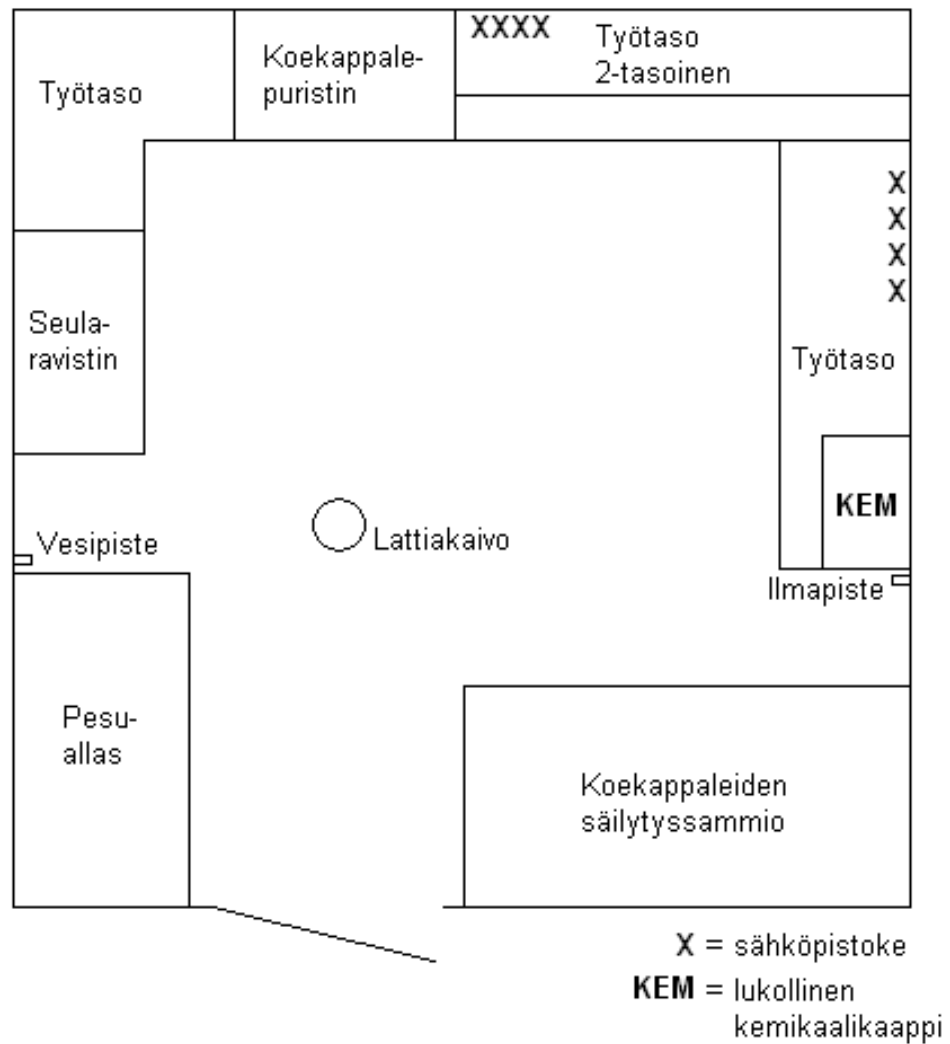 XXXX
Työtaso
2-tasoinen
Koekappale-
puristin
Työtaso
X
X
X
X
Seula-
ravistin
Työtaso
KEM
Vesipiste
Lattiakaivo
Ilmapiste
Pesu-
allas
Koekappaleiden
säilytyssammio
X = sähköpistoke
KEM = lukollinen
kemikaalikaappi